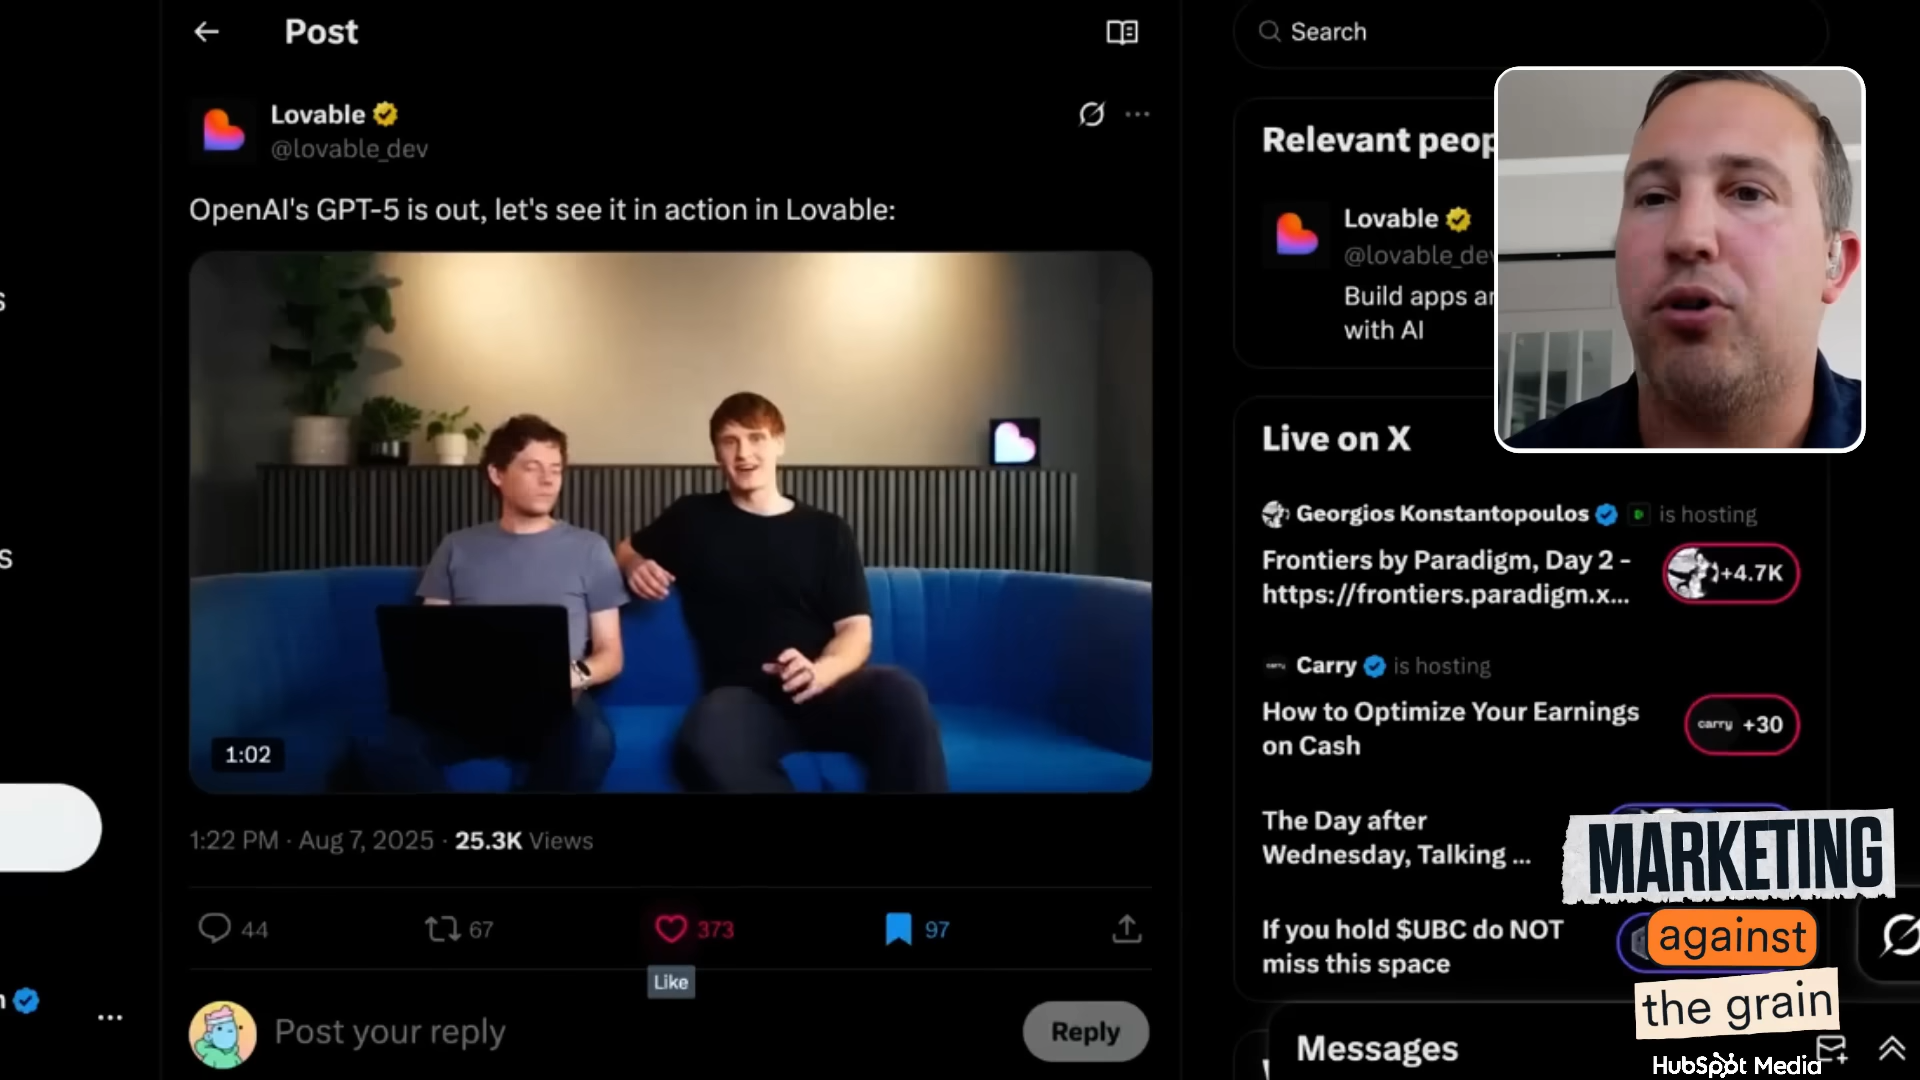 Post
Search
Lovable
@lovable_dev
OpenAI's GPT-5 is out, let's see it in action in Lovable:
1:02
1:22 PM · Aug 7, 2025 · 25.3K Views
44
67
373
97
Like
Post your reply
Reply
Relevant peop
Lovable
@lovable_dev
Build apps an
with AI
Live on X
Georgios Konstantopoulos is hosting
Frontiers by Paradigm, Day 2 -
https://frontiers.paradigm.x...
+4.7K
Carry is hosting
How to Optimize Your Earnings
on Cash
carry +30
The Day after
Wednesday, Talking ...
If you hold $UBC do NOT
miss this space
Messages
MARKETING
against
the grain
HubSpot Media